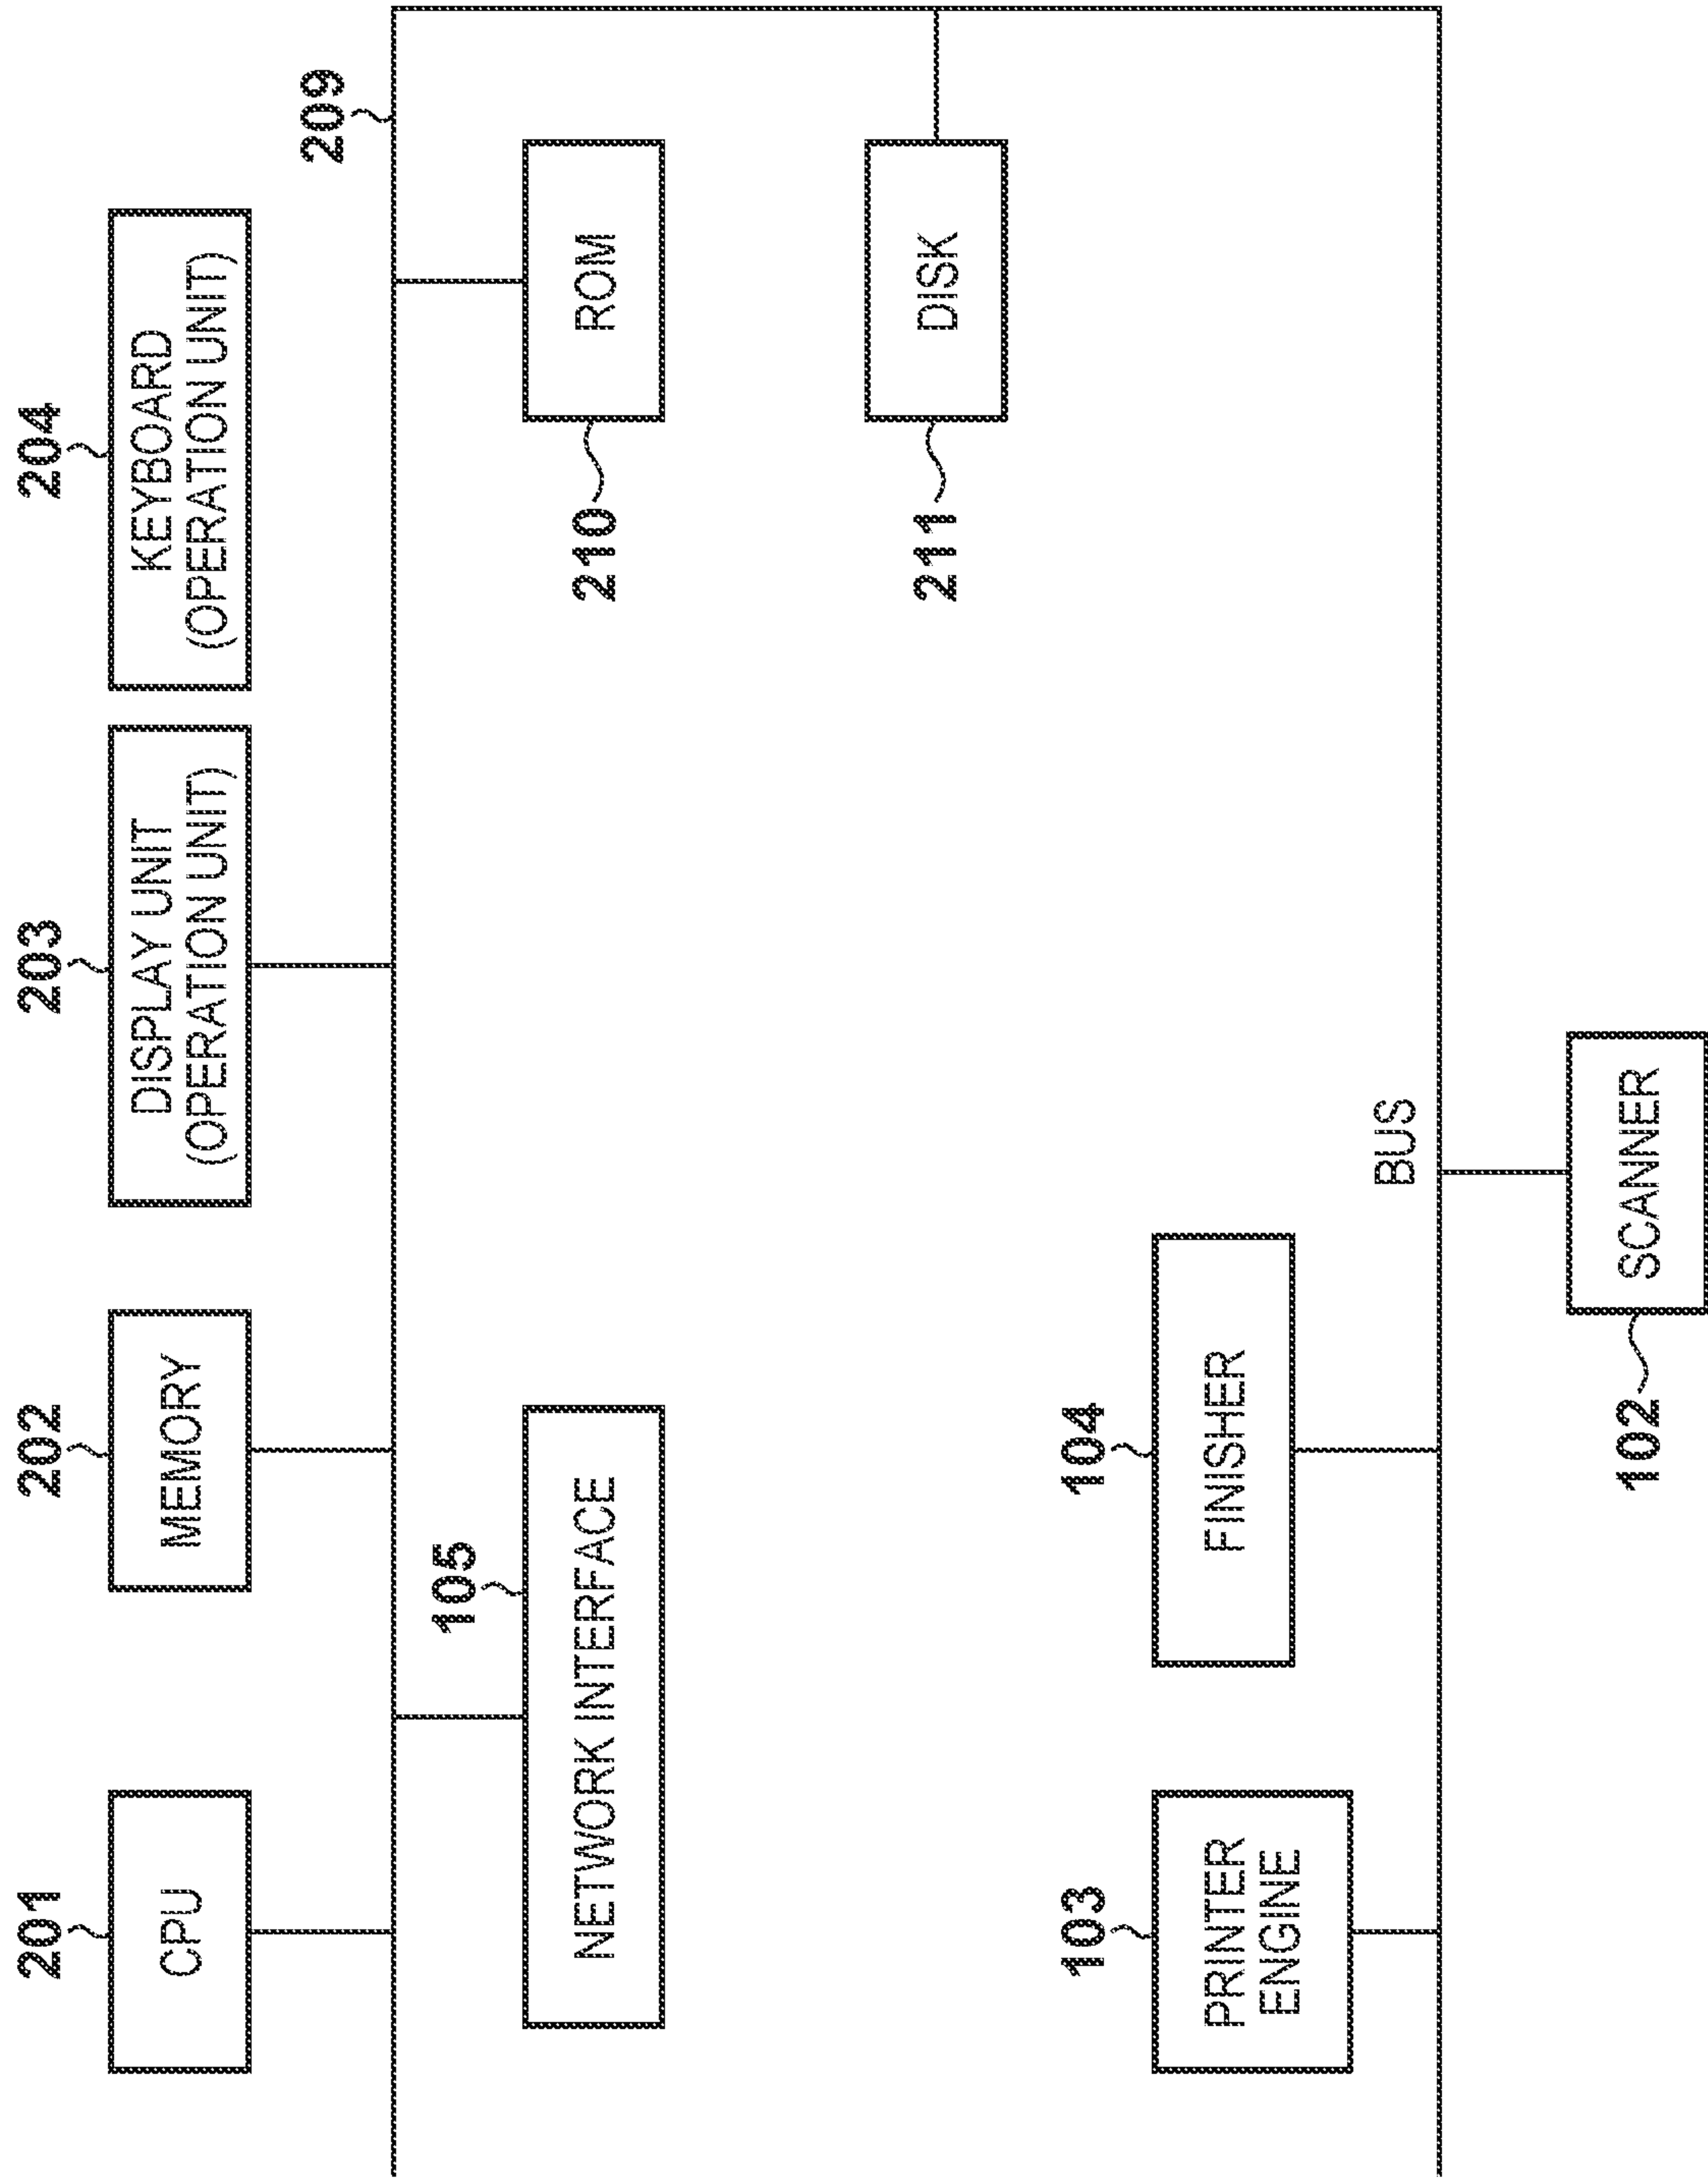 201
CPU
202
MEMORY
203
DISPLAY UNIT
(OPERATION UNIT)
204
KEYBOARD
(OPERATION UNIT)
209
105
NETWORK INTERFACE
210
ROM
211
DISK
103
PRINTER
ENGINE
104
FINISHER
BUS
102
SCANNER